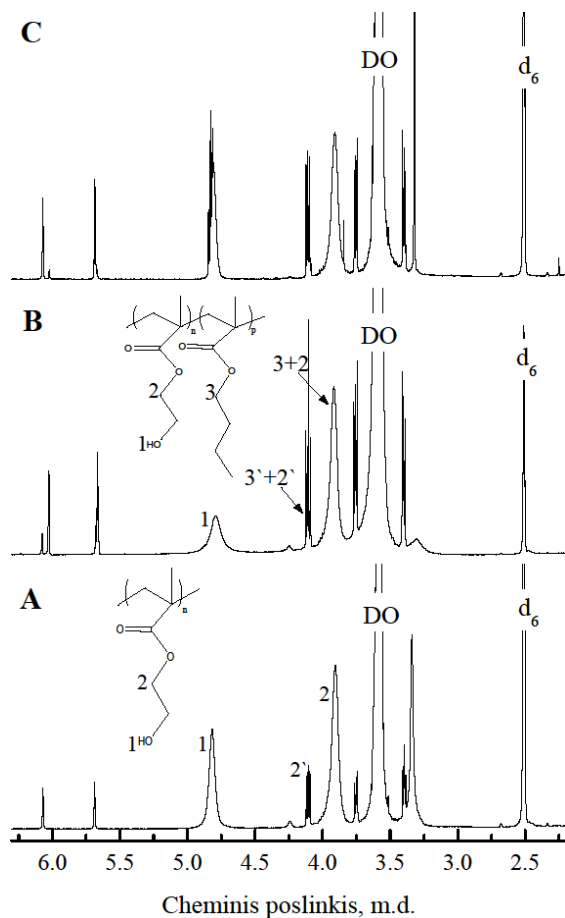 C
DO
d6
B
n
p
O
O
O
O
2
3
1HO
3+2
DO
d6
3`+2`
1
A
n
O
O
2
1HO
DO
d6
2
1
2`
6.0 5.5 5.0 4.5 4.0 3.5 3.0 2.5
Cheminis poslinkis, m.d.